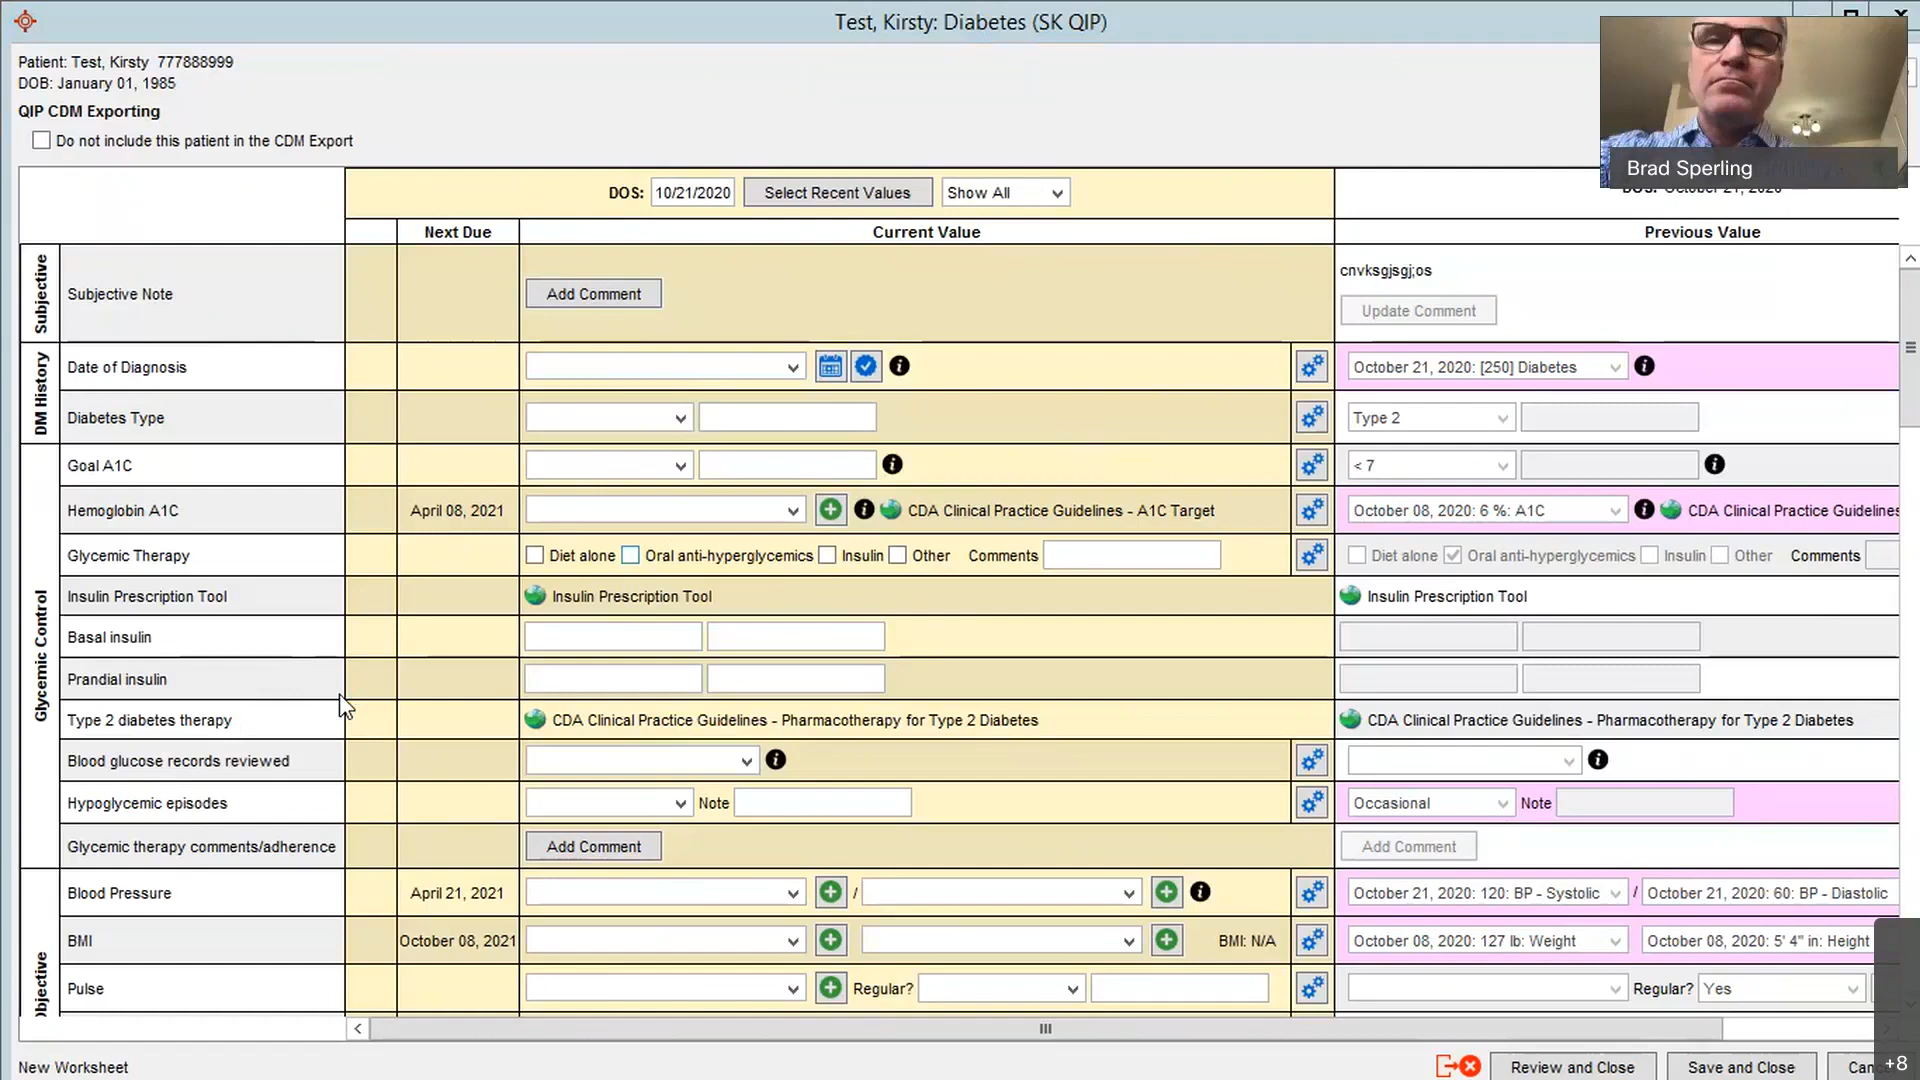 Test, Kirsty: Diabetes (SK QIP)
Patient: Test, Kirsty 777888999
DOB: January 01, 1985
QIP CDM Exporting
Do not include this patient in the CDM Export
Brad Sperling
DOS: 10/21/2020 Select Recent Values Show All
DOS: October 21, 2020
Next Due Current Value Previous Value
Subjective
Subjective Note Add Comment cnvksgjsgj;os
Update Comment
DM History
Date of Diagnosis October 21, 2020: [250] Diabetes
Diabetes Type Type 2
Glycemic Control
Goal A1C < 7
Hemoglobin A1C April 08, 2021 CDA Clinical Practice Guidelines - A1C Target October 08, 2020: 6 %: A1C CDA Clinical Practice Guidelines
Glycemic Therapy Diet alone Oral anti-hyperglycemics Insulin Other Comments Diet alone Oral anti-hyperglycemics Insulin Other Comments
Insulin Prescription Tool Insulin Prescription Tool Insulin Prescription Tool
Basal insulin
Prandial insulin
Type 2 diabetes therapy CDA Clinical Practice Guidelines - Pharmacotherapy for Type 2 Diabetes CDA Clinical Practice Guidelines - Pharmacotherapy for Type 2 Diabetes
Blood glucose records reviewed
Hypoglycemic episodes Note Occasional Note
Glycemic therapy comments/adherence Add Comment Add Comment
Blood Pressure April 21, 2021 / October 21, 2020: 120: BP - Systolic / October 21, 2020: 60: BP - Diastolic
BMI October 08, 2021 BMI: N/A October 08, 2020: 127 lb: Weight October 08, 2020: 5' 4" in: Height
Pulse Regular? Regular? Yes
New Worksheet Review and Close Save and Close
+8